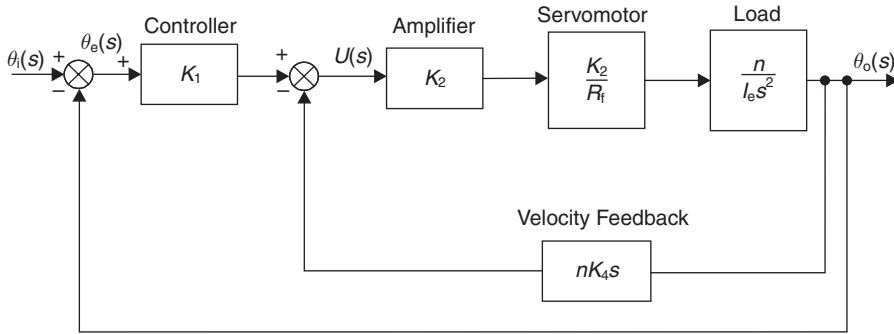 Controller
Amplifier
Servomotor
Load
θi(s)
+
−
θe(s)
+
K1
+
−
U(s)
K2
K2
Rf
n
Ies²
θo(s)
Velocity Feedback
nK4s